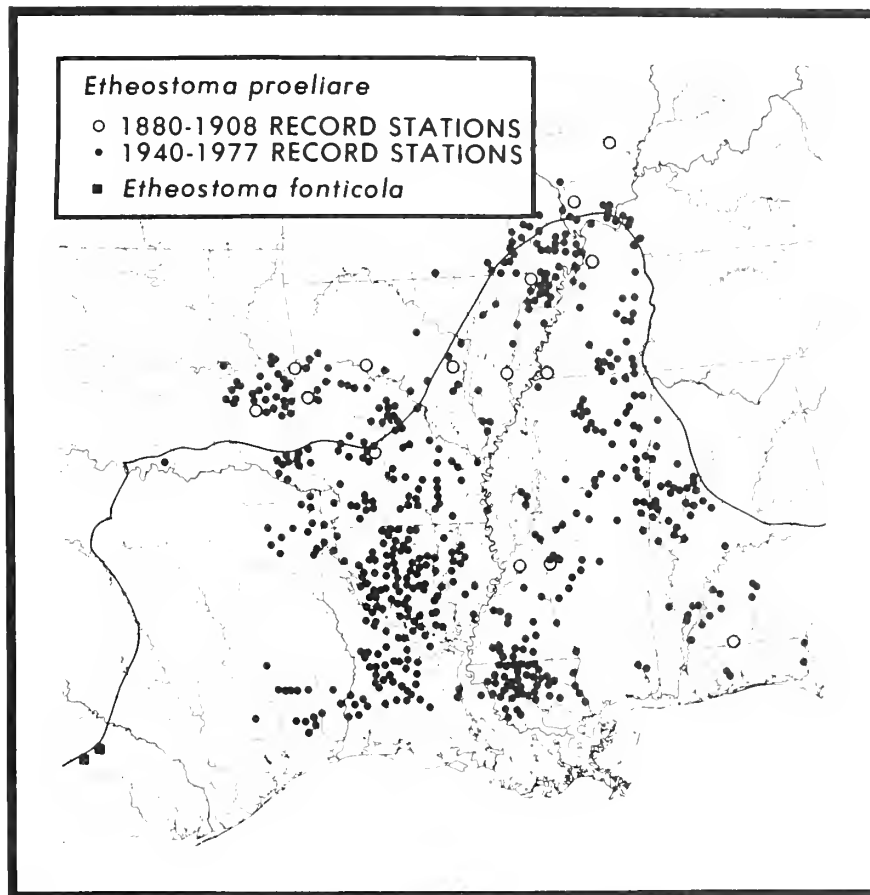 Etheostoma proeliare
○ 1880-1908 RECORD STATIONS
• 1940-1977 RECORD STATIONS
■ Etheostoma fonticola